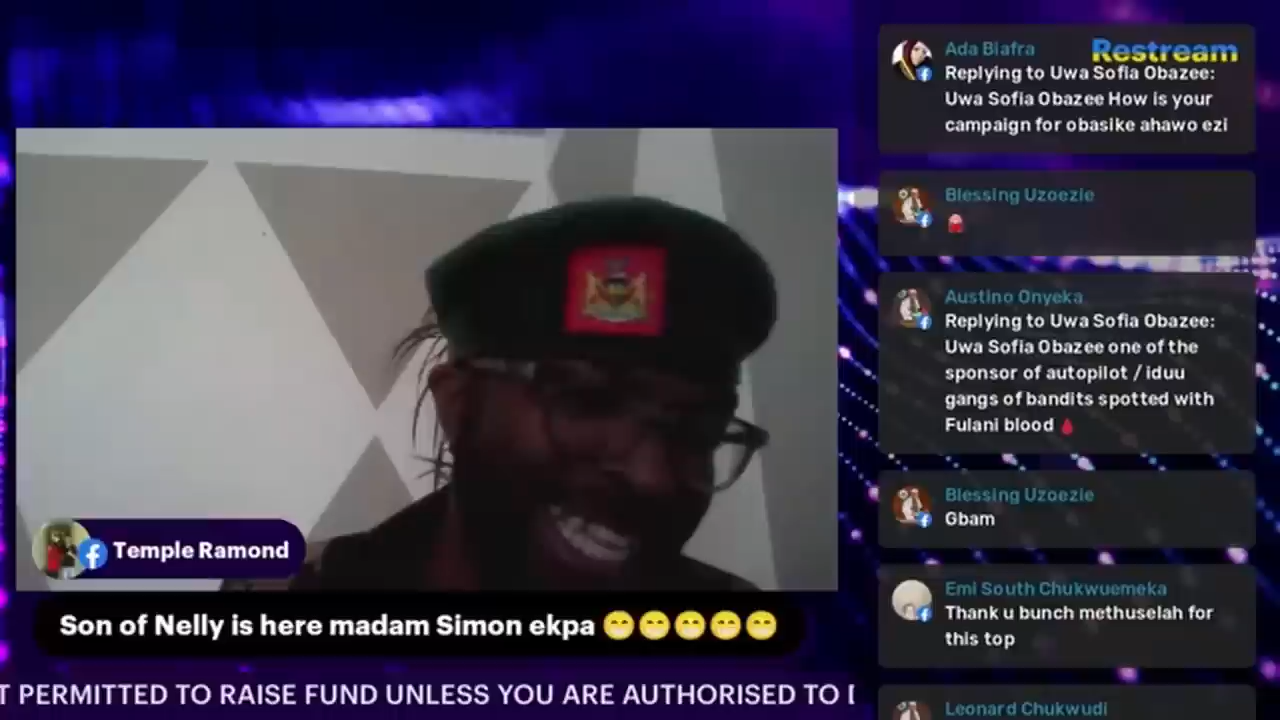 Restream
Ada Biafra
Replying to Uwa Sofia Obazee:
Uwa Sofia Obazee How is your
campaign for obasike ahawo ezi
Blessing Uzoezie
Austino Onyeka
Replying to Uwa Sofia Obazee:
Uwa Sofia Obazee one of the
sponsor of autopilot / iduu
gangs of bandits spotted with
Fulani blood 🩸
Blessing Uzoezie
Gbam
Emi South Chukwuemeka
Thank u bunch methuselah for
this top
Leonard Chukwudi
Temple Ramond
Son of Nelly is here madam Simon ekpa 😁😁😁😁😁
T PERMITTED TO RAISE FUND UNLESS YOU ARE AUTHORISED TO